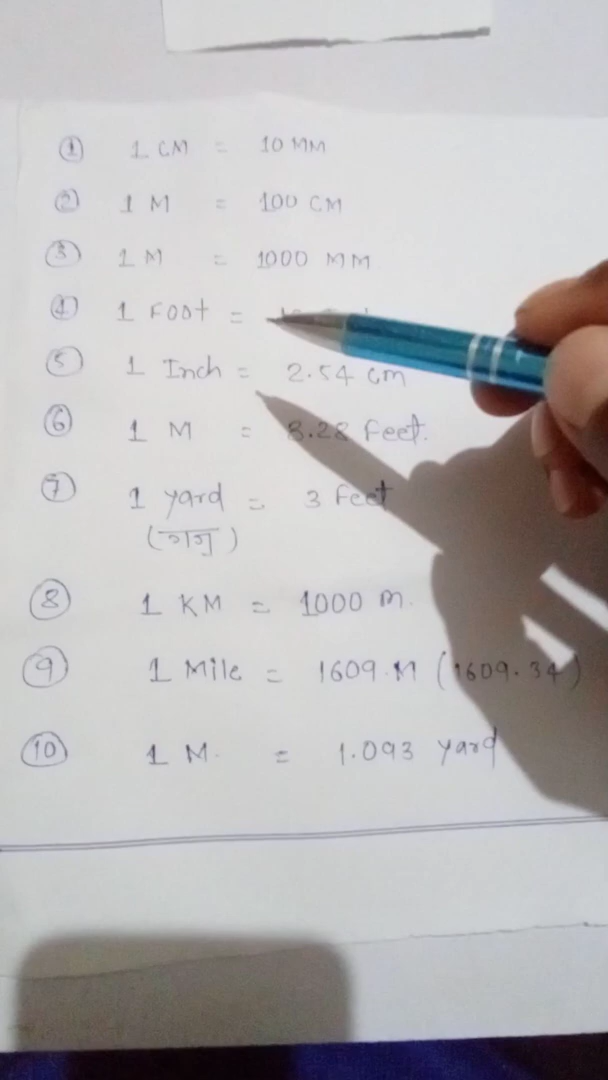 ① 1 CM = 10 MM
② 1 M = 100 CM
③ 1 M = 1000 MM
④ 1 Foot =
⑤ 1 Inch = 2.54 cm
⑥ 1 M = 3.28 Feet.
⑦ 1 yard = 3 Feet
(गज)
⑧ 1 KM = 1000 m.
⑨ 1 Mile = 1609 M (1609.34)
⑩ 1 M. = 1.093 yard